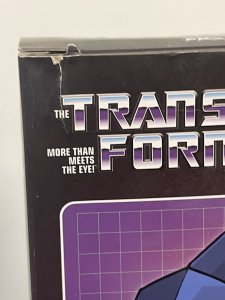 THE TRANS
MORE THAN
MEETS
THE EYE!
FORM